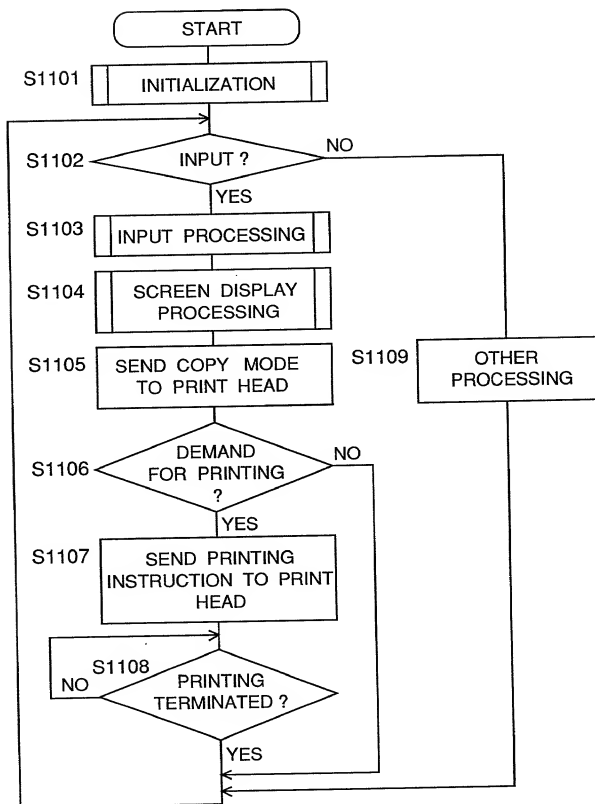 START
S1101
INITIALIZATION
S1102
INPUT ?
NO
YES
S1103
INPUT PROCESSING
S1104
SCREEN DISPLAY
PROCESSING
S1105
SEND COPY MODE
TO PRINT HEAD
S1109
OTHER
PROCESSING
S1106
DEMAND
FOR PRINTING
?
NO
YES
S1107
SEND PRINTING
INSTRUCTION TO PRINT
HEAD
S1108
NO
PRINTING
TERMINATED ?
YES